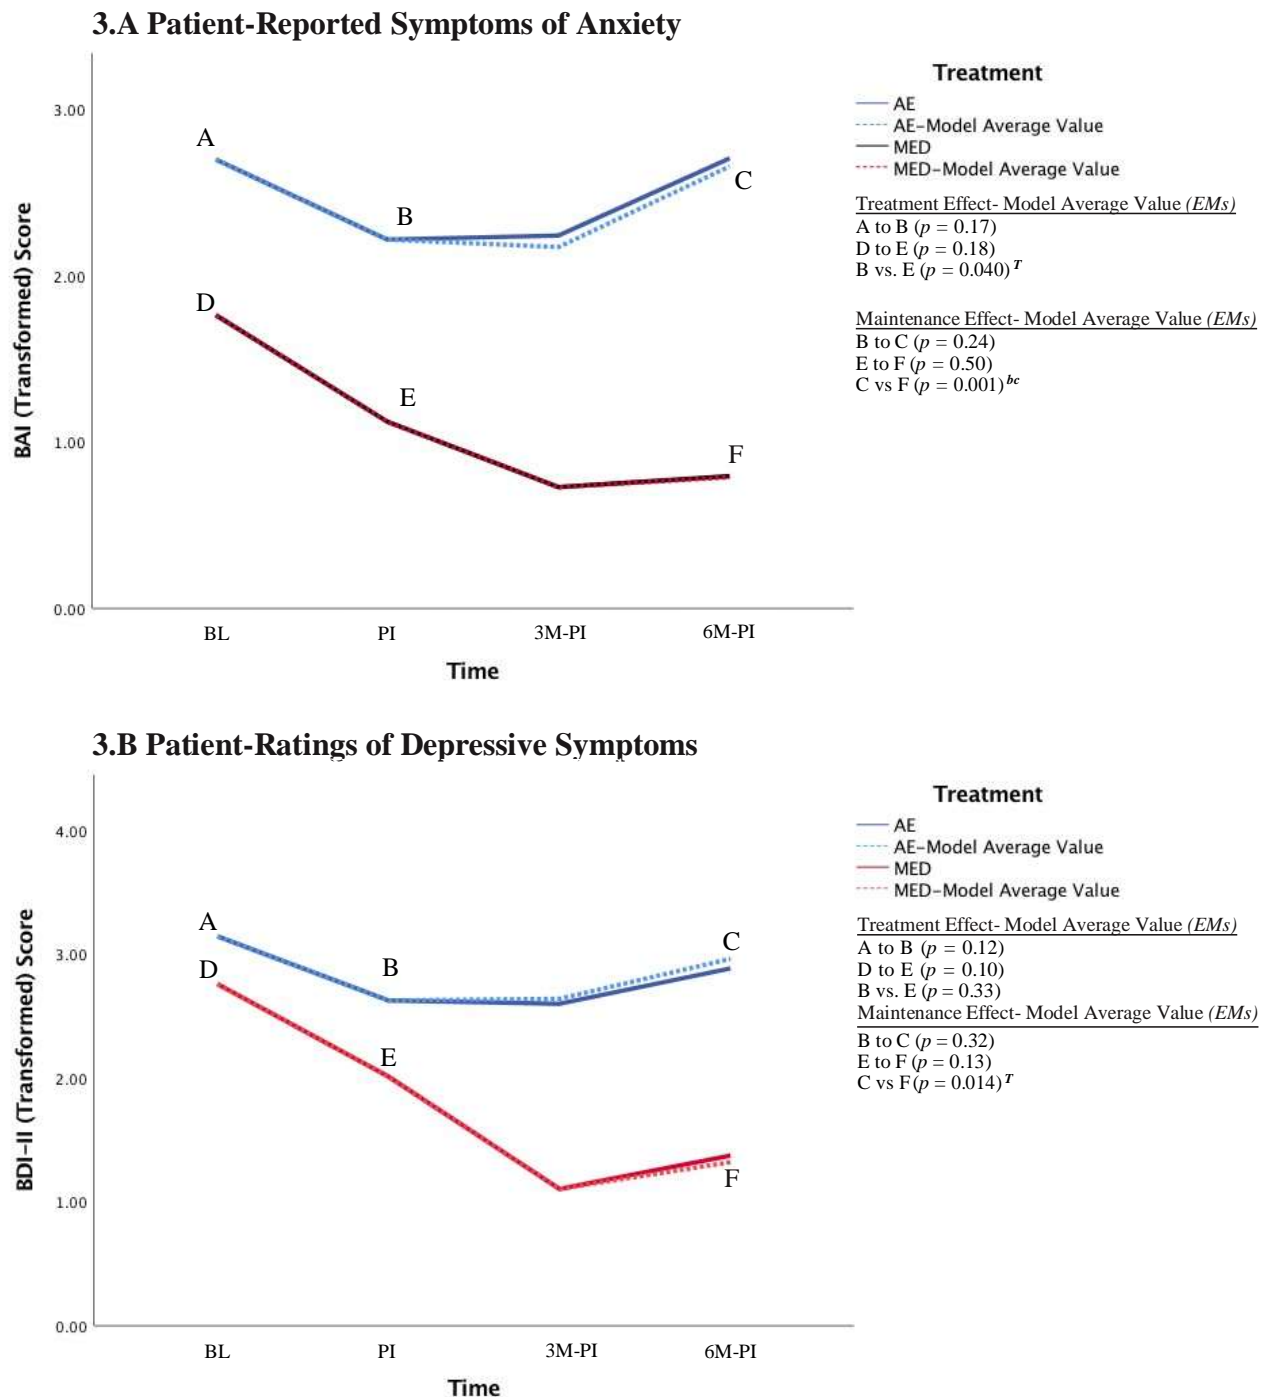 3.A Patient-Reported Symptoms of Anxiety
BAI (Transformed) Score
3.00
2.00
1.00
0.00
A
B
C
D
E
F
BL
PI
3M-PI
6M-PI
Time
Treatment
AE
AE-Model Average Value
MED
MED-Model Average Value
Treatment Effect- Model Average Value (EMs)
A to B (p = 0.17)
D to E (p = 0.18)
B vs. E (p = 0.040) T
Maintenance Effect- Model Average Value (EMs)
B to C (p = 0.24)
E to F (p = 0.50)
C vs F (p = 0.001) bc
3.B Patient-Ratings of Depressive Symptoms
BDI-II (Transformed) Score
4.00
3.00
2.00
1.00
0.00
A
B
C
D
E
F
BL
PI
3M-PI
6M-PI
Time
Treatment
AE
AE-Model Average Value
MED
MED-Model Average Value
Treatment Effect- Model Average Value (EMs)
A to B (p = 0.12)
D to E (p = 0.10)
B vs. E (p = 0.33)
Maintenance Effect- Model Average Value (EMs)
B to C (p = 0.32)
E to F (p = 0.13)
C vs F (p = 0.014) T